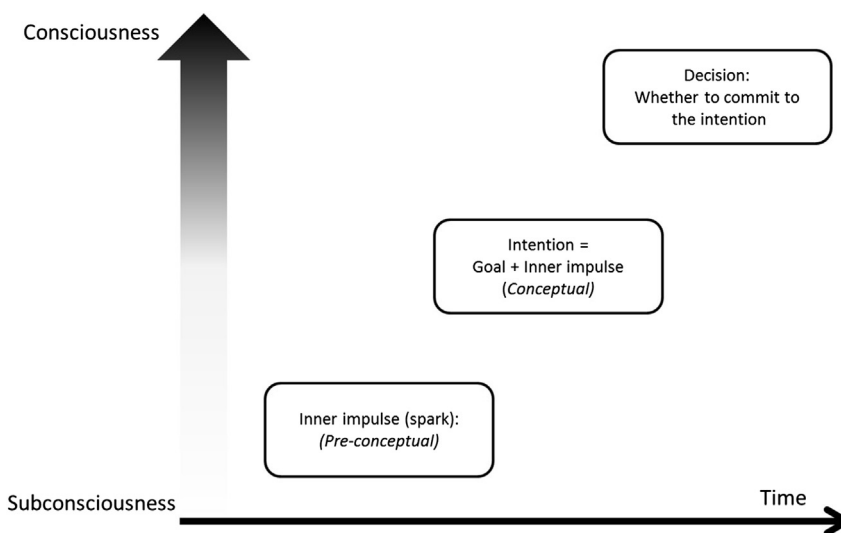 Consciousness
Decision:
Whether to commit to
the intention
Intention =
Goal + Inner impulse
(Conceptual)
Inner impulse (spark):
(Pre-conceptual)
Subconsciousness
Time